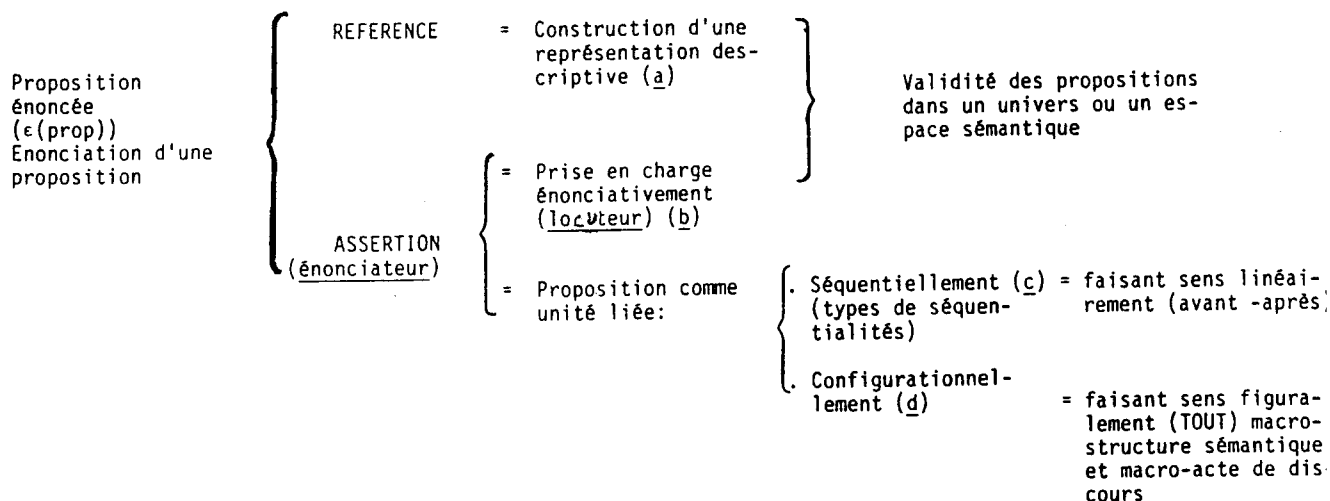 Proposition
énoncée
(ε(prop))
Enonciation d'une
proposition
REFERENCE
= Construction d'une
représentation des-
criptive (a)
Validité des propositions
dans un univers ou un es-
pace sémantique
ASSERTION
(énonciateur)
= Prise en charge
énonciativement
(locuteur) (b)
= Proposition comme
unité liée:
. Séquentiellement (c)
(types de séquen-
tialités)
= faisant sens linéai-
rement (avant -après)
. Configurationnel-
lement (d)
= faisant sens figura-
lement (TOUT) macro-
structure sémantique
et macro-acte de dis-
cours